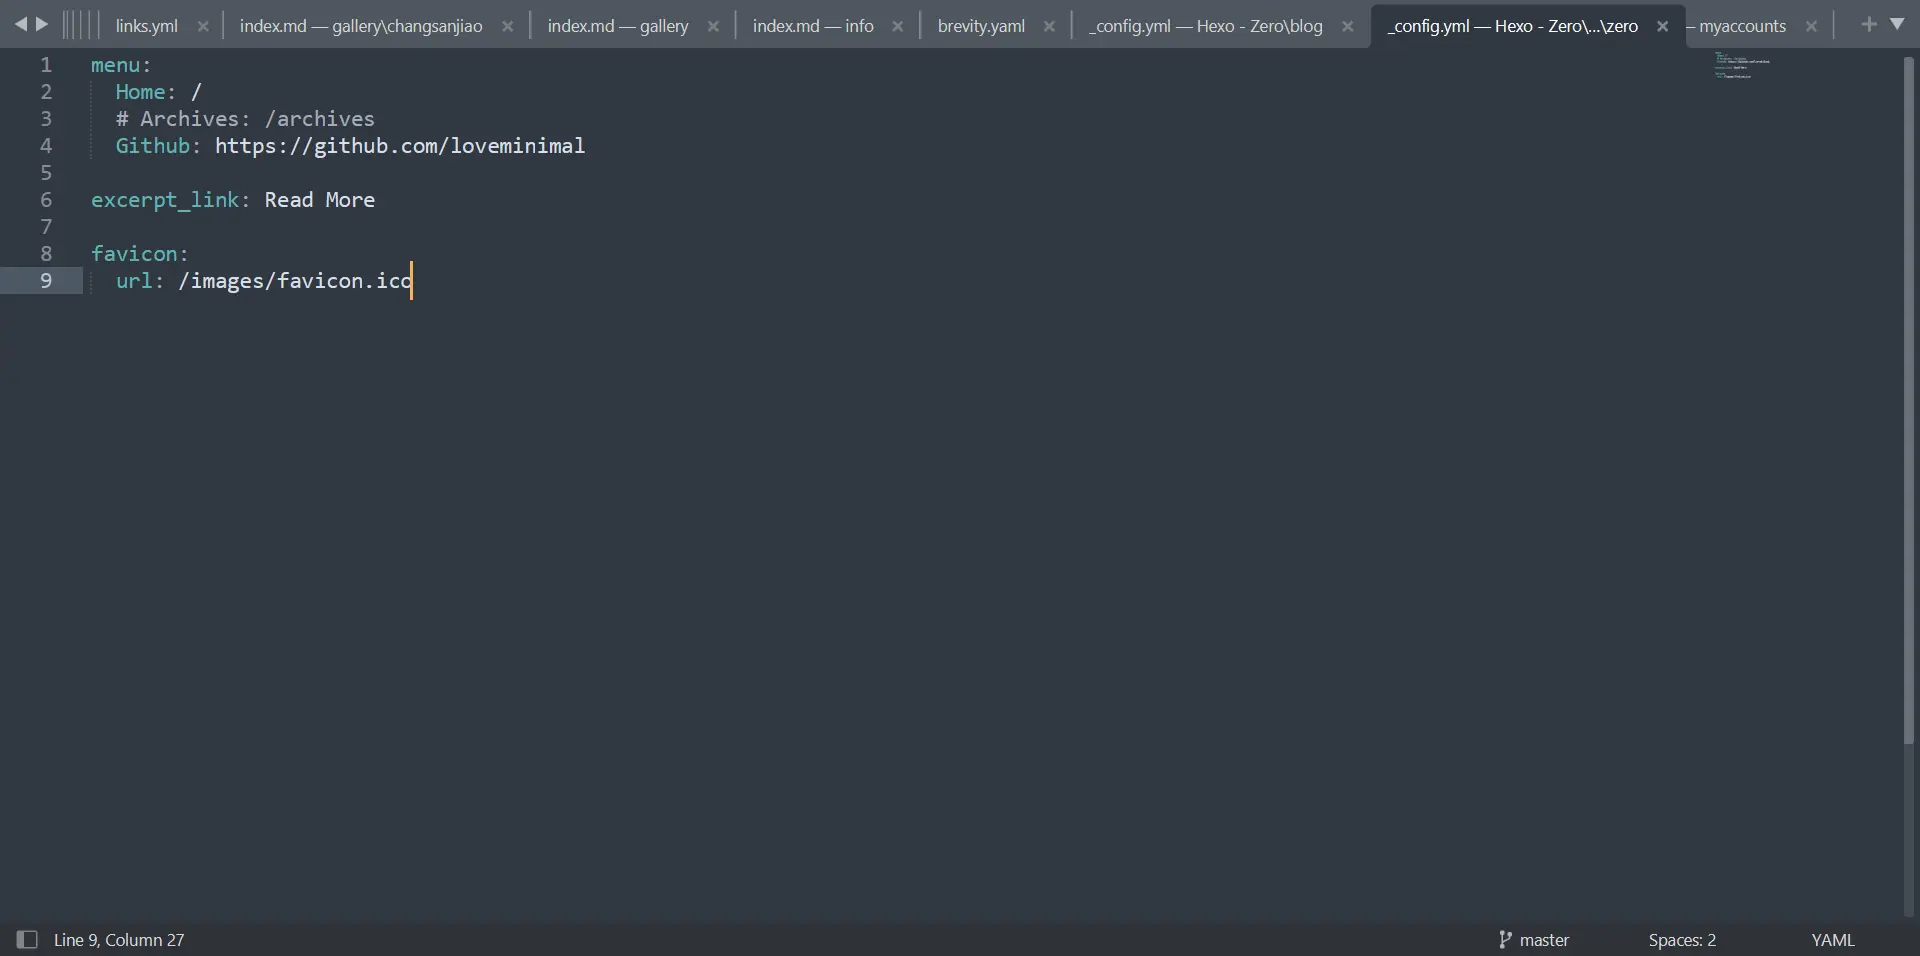 links.yml × index.md — gallery\changsanjiao × index.md — gallery × index.md — info × brevity.yaml × _config.yml — Hexo - Zero\blog × _config.yml — Hexo - Zero\...\zero × – myaccounts × +
1 menu:
2 Home: /
3 # Archives: /archives
4 Github: https://github.com/loveminimal
5
6 excerpt_link: Read More
7
8 favicon:
9 url: /images/favicon.ico
Line 9, Column 27 master Spaces: 2 YAML